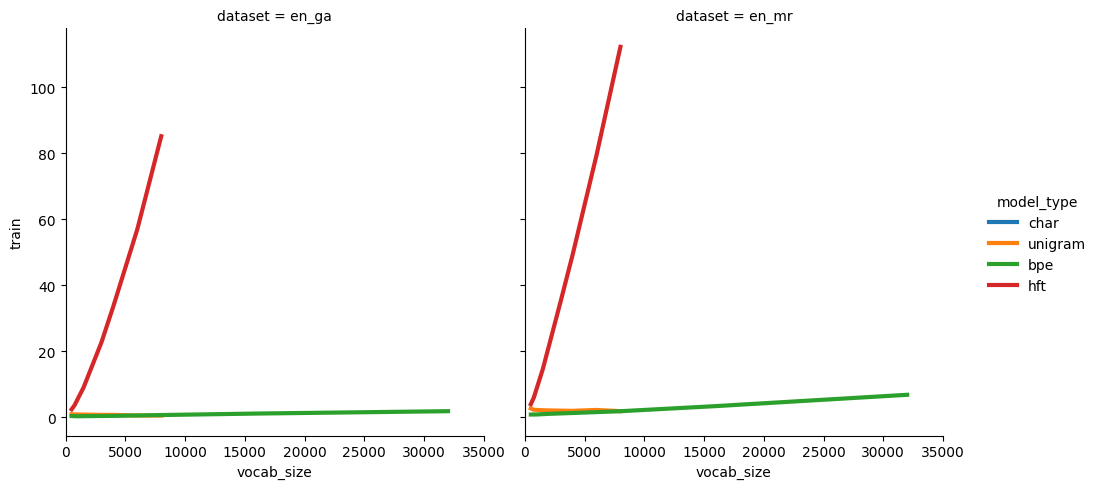 dataset = en_ga
dataset = en_mr
train
100
80
60
40
20
0
0 5000 10000 15000 20000 25000 30000 35000
0 5000 10000 15000 20000 25000 30000 35000
vocab_size
vocab_size
model_type
char
unigram
bpe
hft